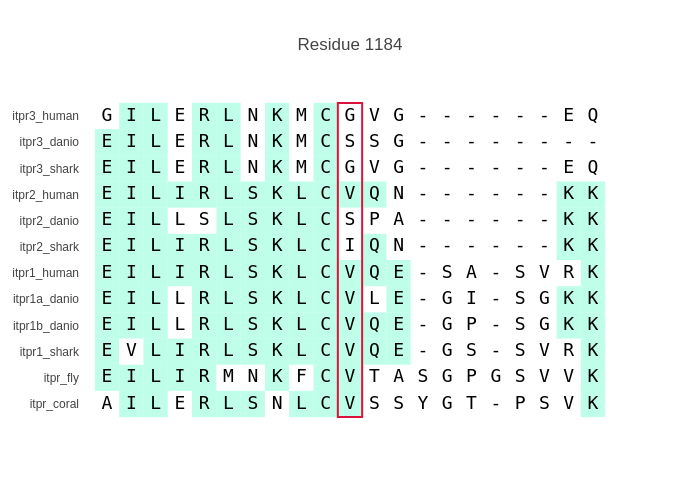 Residue 1184
itpr3_human G I L E R L N K M C G V G - - - - - - E Q
itpr3_danio E I L E R L N K M C S S G - - - - - - - -
itpr3_shark E I L E R L N K M C G V G - - - - - - E Q
itpr2_human E I L I R L S K L C V Q N - - - - - - K K
itpr2_danio E I L L S L S K L C S P A - - - - - - K K
itpr2_shark E I L I R L S K L C I Q N - - - - - - K K
itpr1_human E I L I R L S K L C V Q E - S A - S V R K
itpr1a_danio E I L L R L S K L C V L E - G I - S G K K
itpr1b_danio E I L L R L S K L C V Q E - G P - S G K K
itpr1_shark E V L I R L S K L C V Q E - G S - S V R K
itpr_fly E I L I R M N K F C V T A S G P G S V V K
itpr_coral A I L E R L S N L C V S S Y G T - P S V K